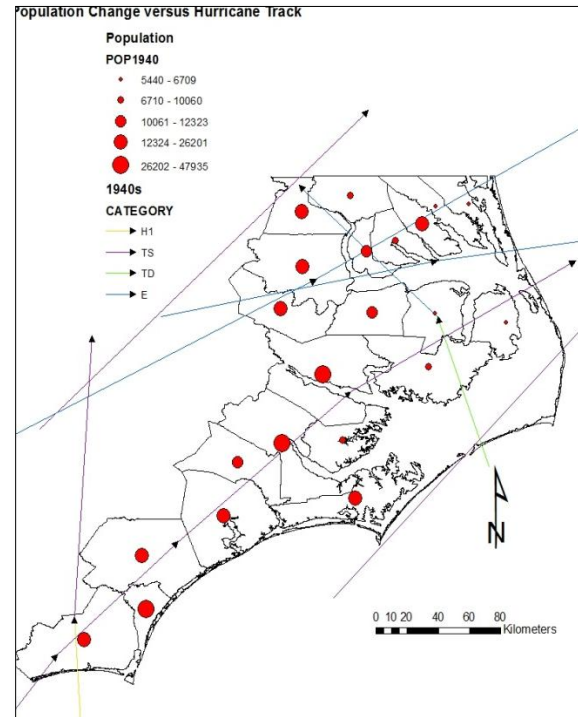 Population Change versus Hurricane Track
Population
POP1940
5440 - 6709
6710 - 10060
10061 - 12323
12324 - 26201
26202 - 47935
1940s
CATEGORY
H1
TS
TD
E
N
0 10 20 40 60 80
Kilometers